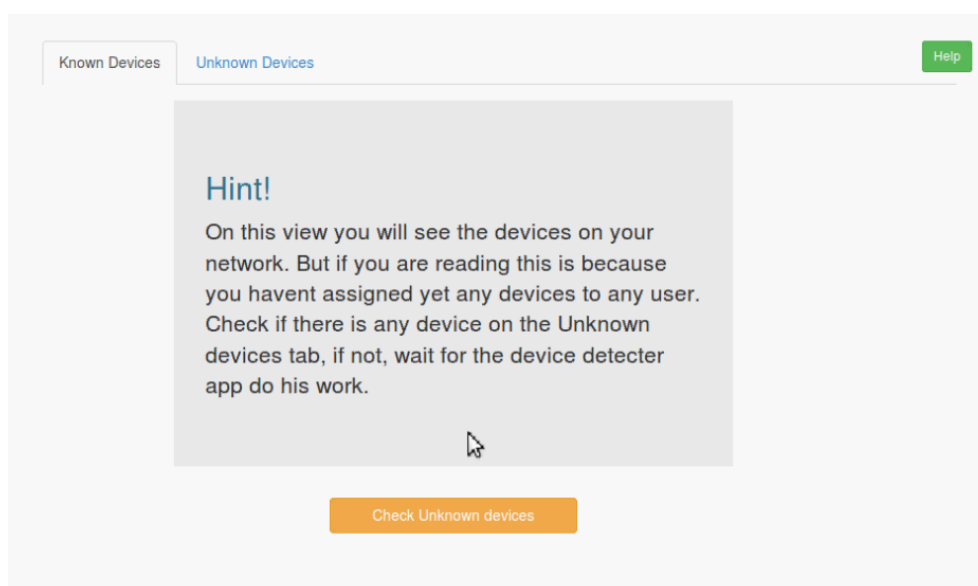 Known Devices
Unknown Devices
Help
Hint!
On this view you will see the devices on your
network. But if you are reading this is because
you havent assigned yet any devices to any user.
Check if there is any device on the Unknown
devices tab, if not, wait for the device detecter
app do his work.
Check Unknown devices